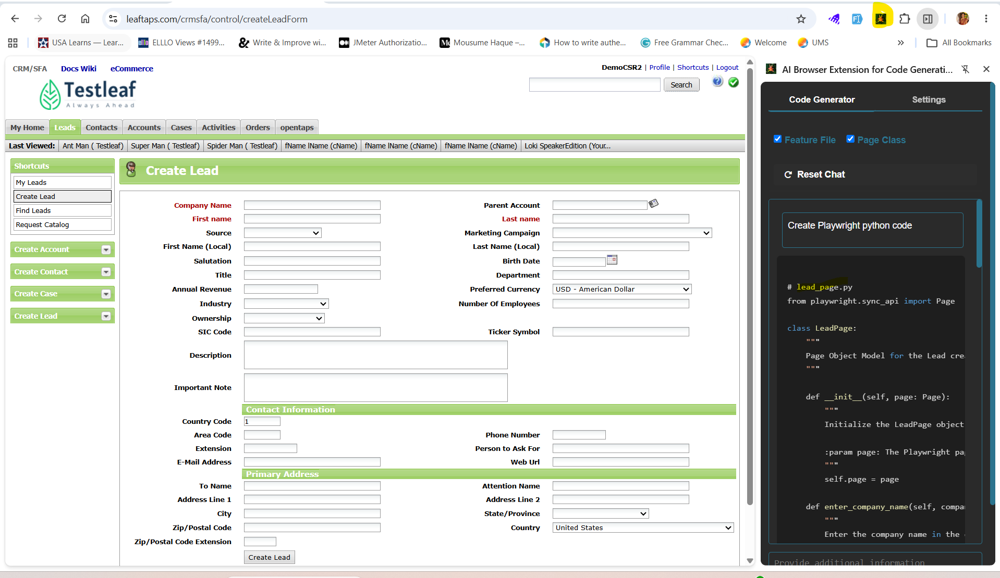 leaftaps.com/crmsfa/control/createLeadForm
USA Learns — Lear...
ELLLO Views #1499...
Write & Improve wi...
JMeter Authorizatio...
Mousume Haque –...
How to write authe...
Free Grammar Chec...
Welcome
UMS
»
All Bookmarks
CRM/SFA Docs Wiki eCommerce
DemoCSR2 | Profile | Shortcuts | Logout
Testleaf
Always Ahead
Search
My Home Leads Contacts Accounts Cases Activities Orders opentaps
Last Viewed: Ant Man ( Testleaf) Super Man ( Testleaf) Spider Man ( Testleaf) fName lName (cName) fName lName (cName) fName lName (cName) Loki SpeakerEdition (Your...
Shortcuts
My Leads
Create Lead
Find Leads
Request Catalog
Create Account
Create Contact
Create Case
Create Lead
Create Lead
Company Name Parent Account
First name Last name
Source Marketing Campaign
First Name (Local) Last Name (Local)
Salutation Birth Date
Title Department
Annual Revenue Preferred Currency USD - American Dollar
Industry Number Of Employees
Ownership
SIC Code Ticker Symbol
Description
Important Note
Contact Information
Country Code 1
Area Code Phone Number
Extension Person to Ask For
E-Mail Address Web Url
Primary Address
To Name Attention Name
Address Line 1 Address Line 2
City State/Province
Zip/Postal Code Country United States
Zip/Postal Code Extension
Create Lead
AI Browser Extension for Code Generati...
Code Generator Settings
Feature File Page Class
Reset Chat
Create Playwright python code
# lead_page.py
from playwright.sync_api import Page
class LeadPage:
"""
Page Object Model for the Lead crea
"""
def __init__(self, page: Page):
"""
Initialize the LeadPage object
:param page: The Playwright pag
"""
self.page = page
def enter_company_name(self, compan
"""
Enter the company name in the
Provide additional information